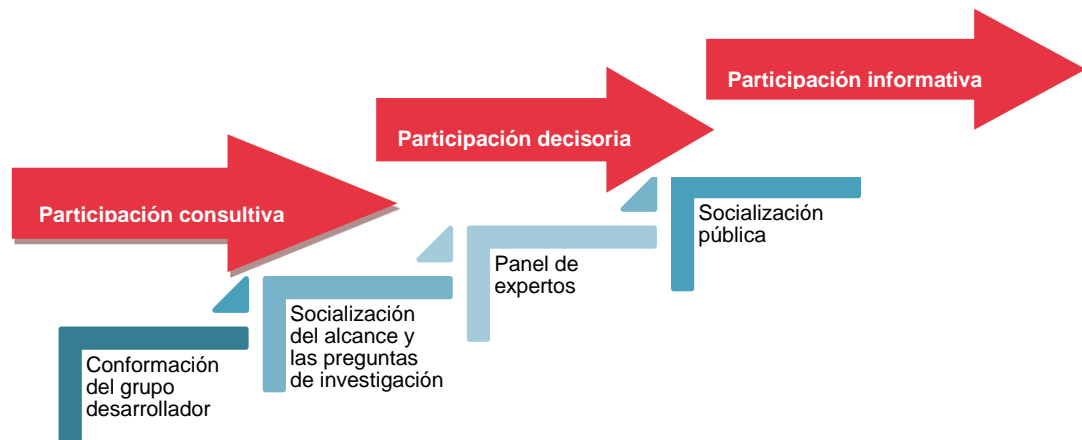 Participación informativa
Participación decisoria
Participación consultiva
Socialización
pública
Panel de
expertos
Socialización
del alcance y
las preguntas
de investigación
Conformación
del grupo
desarrollador